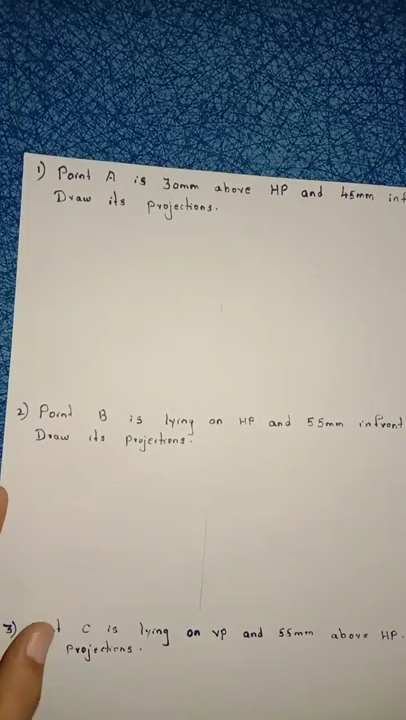 1) Point A is 30mm above HP and 45mm inf
Draw its projections.
2) Point B is lying on HP and 55mm infront
Draw its projections.
3) t C is lying on VP and 55mm above HP.
projections.